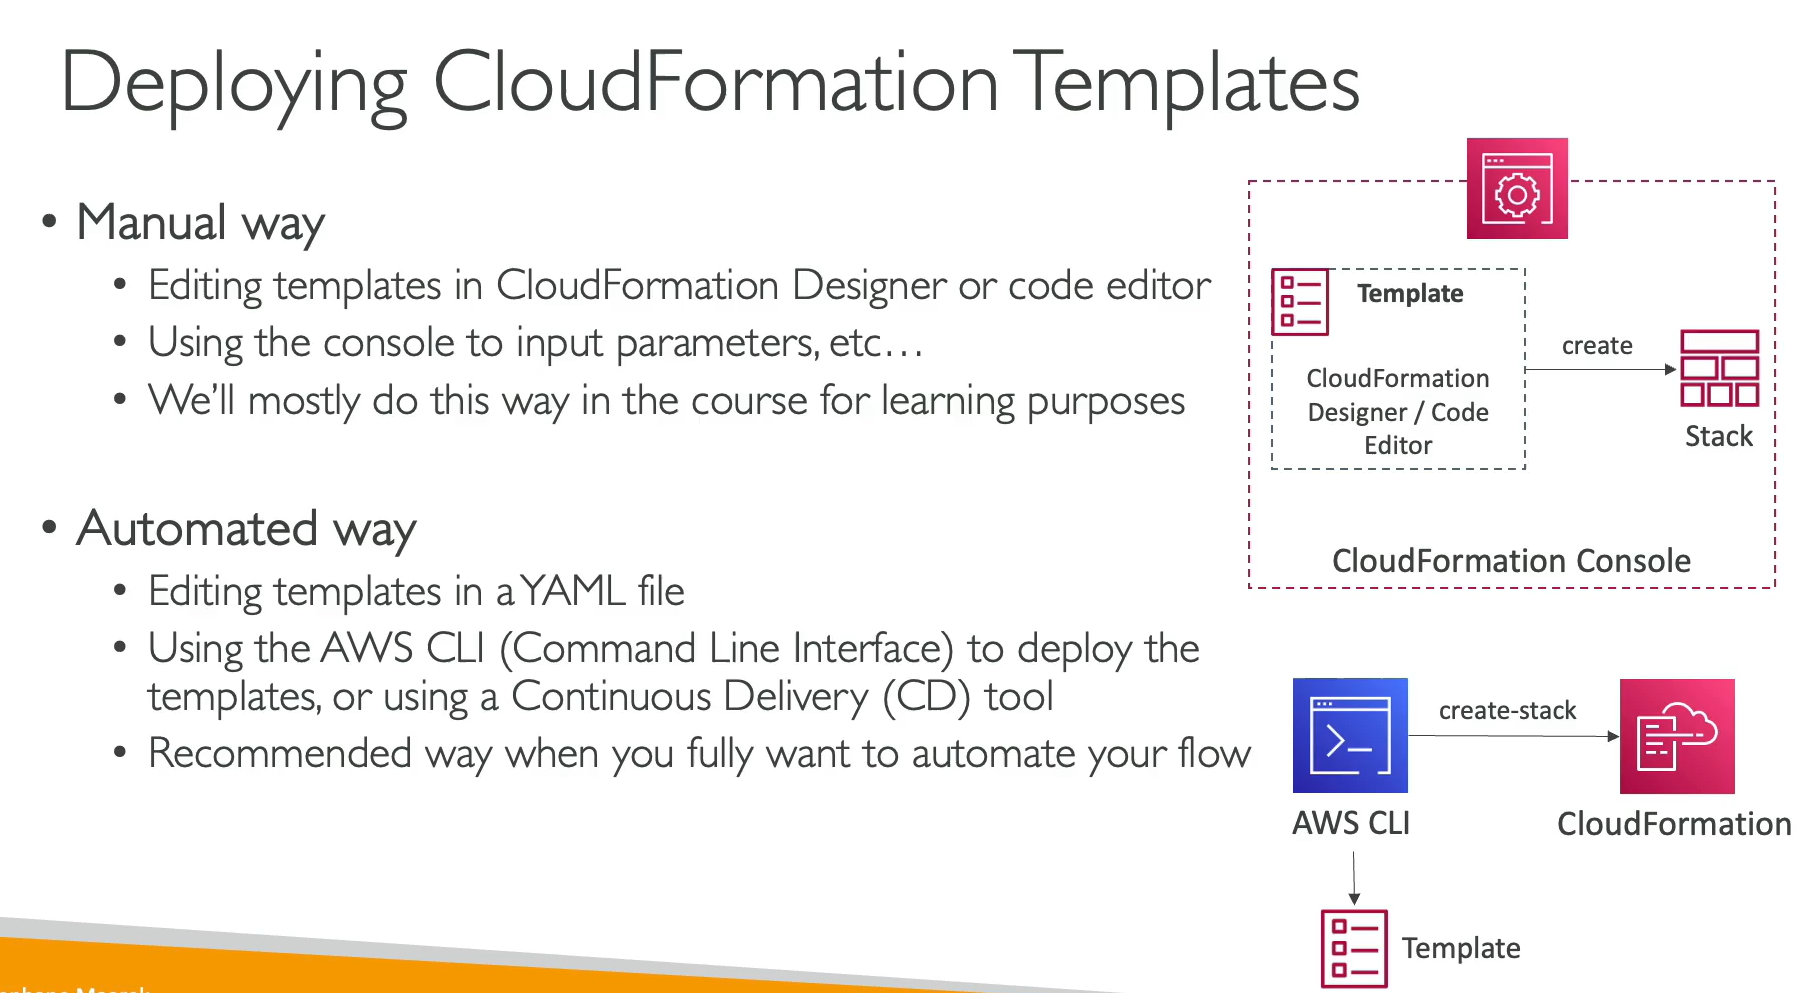 Deploying CloudFormation Templates
• Manual way
• Editing templates in CloudFormation Designer or code editor
• Using the console to input parameters, etc…
• We’ll mostly do this way in the course for learning purposes
• Automated way
• Editing templates in a YAML file
• Using the AWS CLI (Command Line Interface) to deploy the
templates, or using a Continuous Delivery (CD) tool
• Recommended way when you fully want to automate your flow
Template
CloudFormation
Designer / Code
Editor
create
Stack
CloudFormation Console
create-stack
AWS CLI
CloudFormation
Template